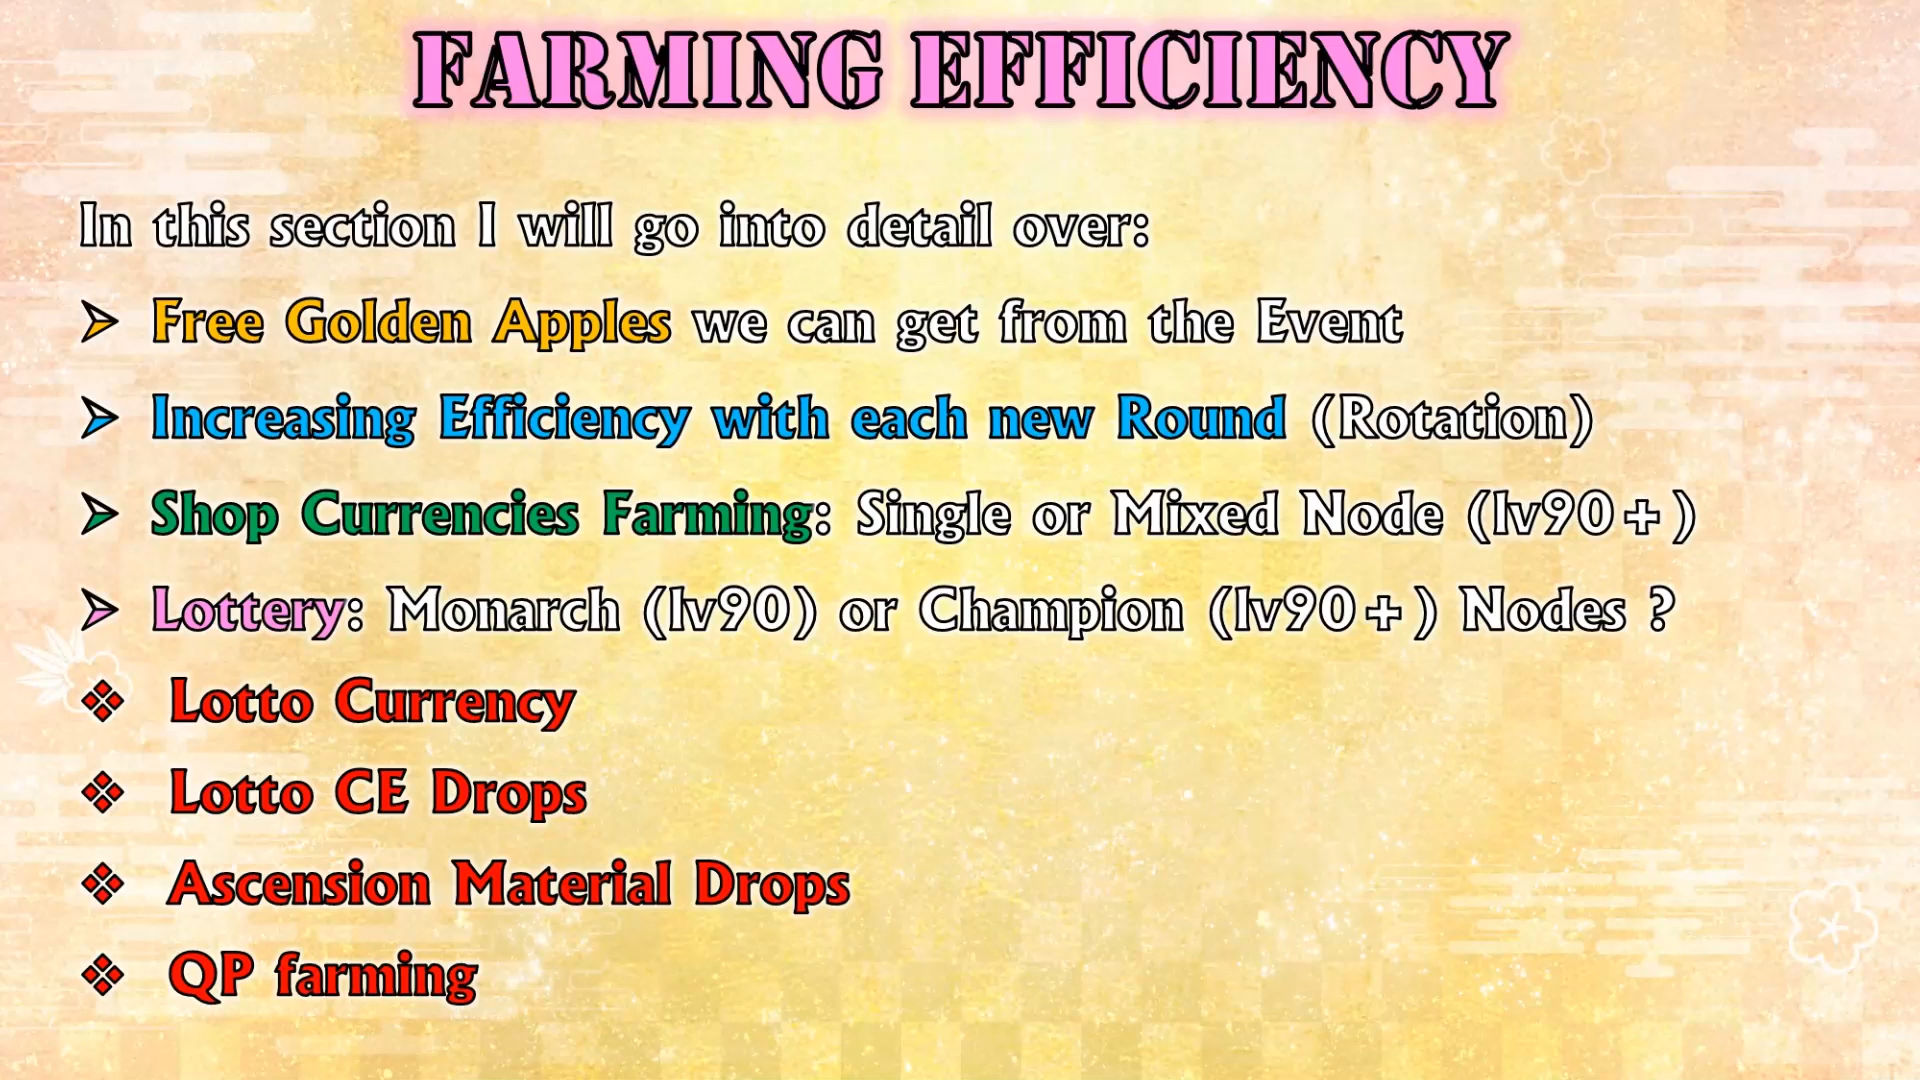 FARMING EFFICIENCY
In this section I will go into detail over:
➢ Free Golden Apples we can get from the Event
➢ Increasing Efficiency with each new Round (Rotation)
➢ Shop Currencies Farming: Single or Mixed Node (lv90+)
➢ Lottery: Monarch (lv90) or Champion (lv90+) Nodes ?
❖ Lotto Currency
❖ Lotto CE Drops
❖ Ascension Material Drops
❖ QP farming